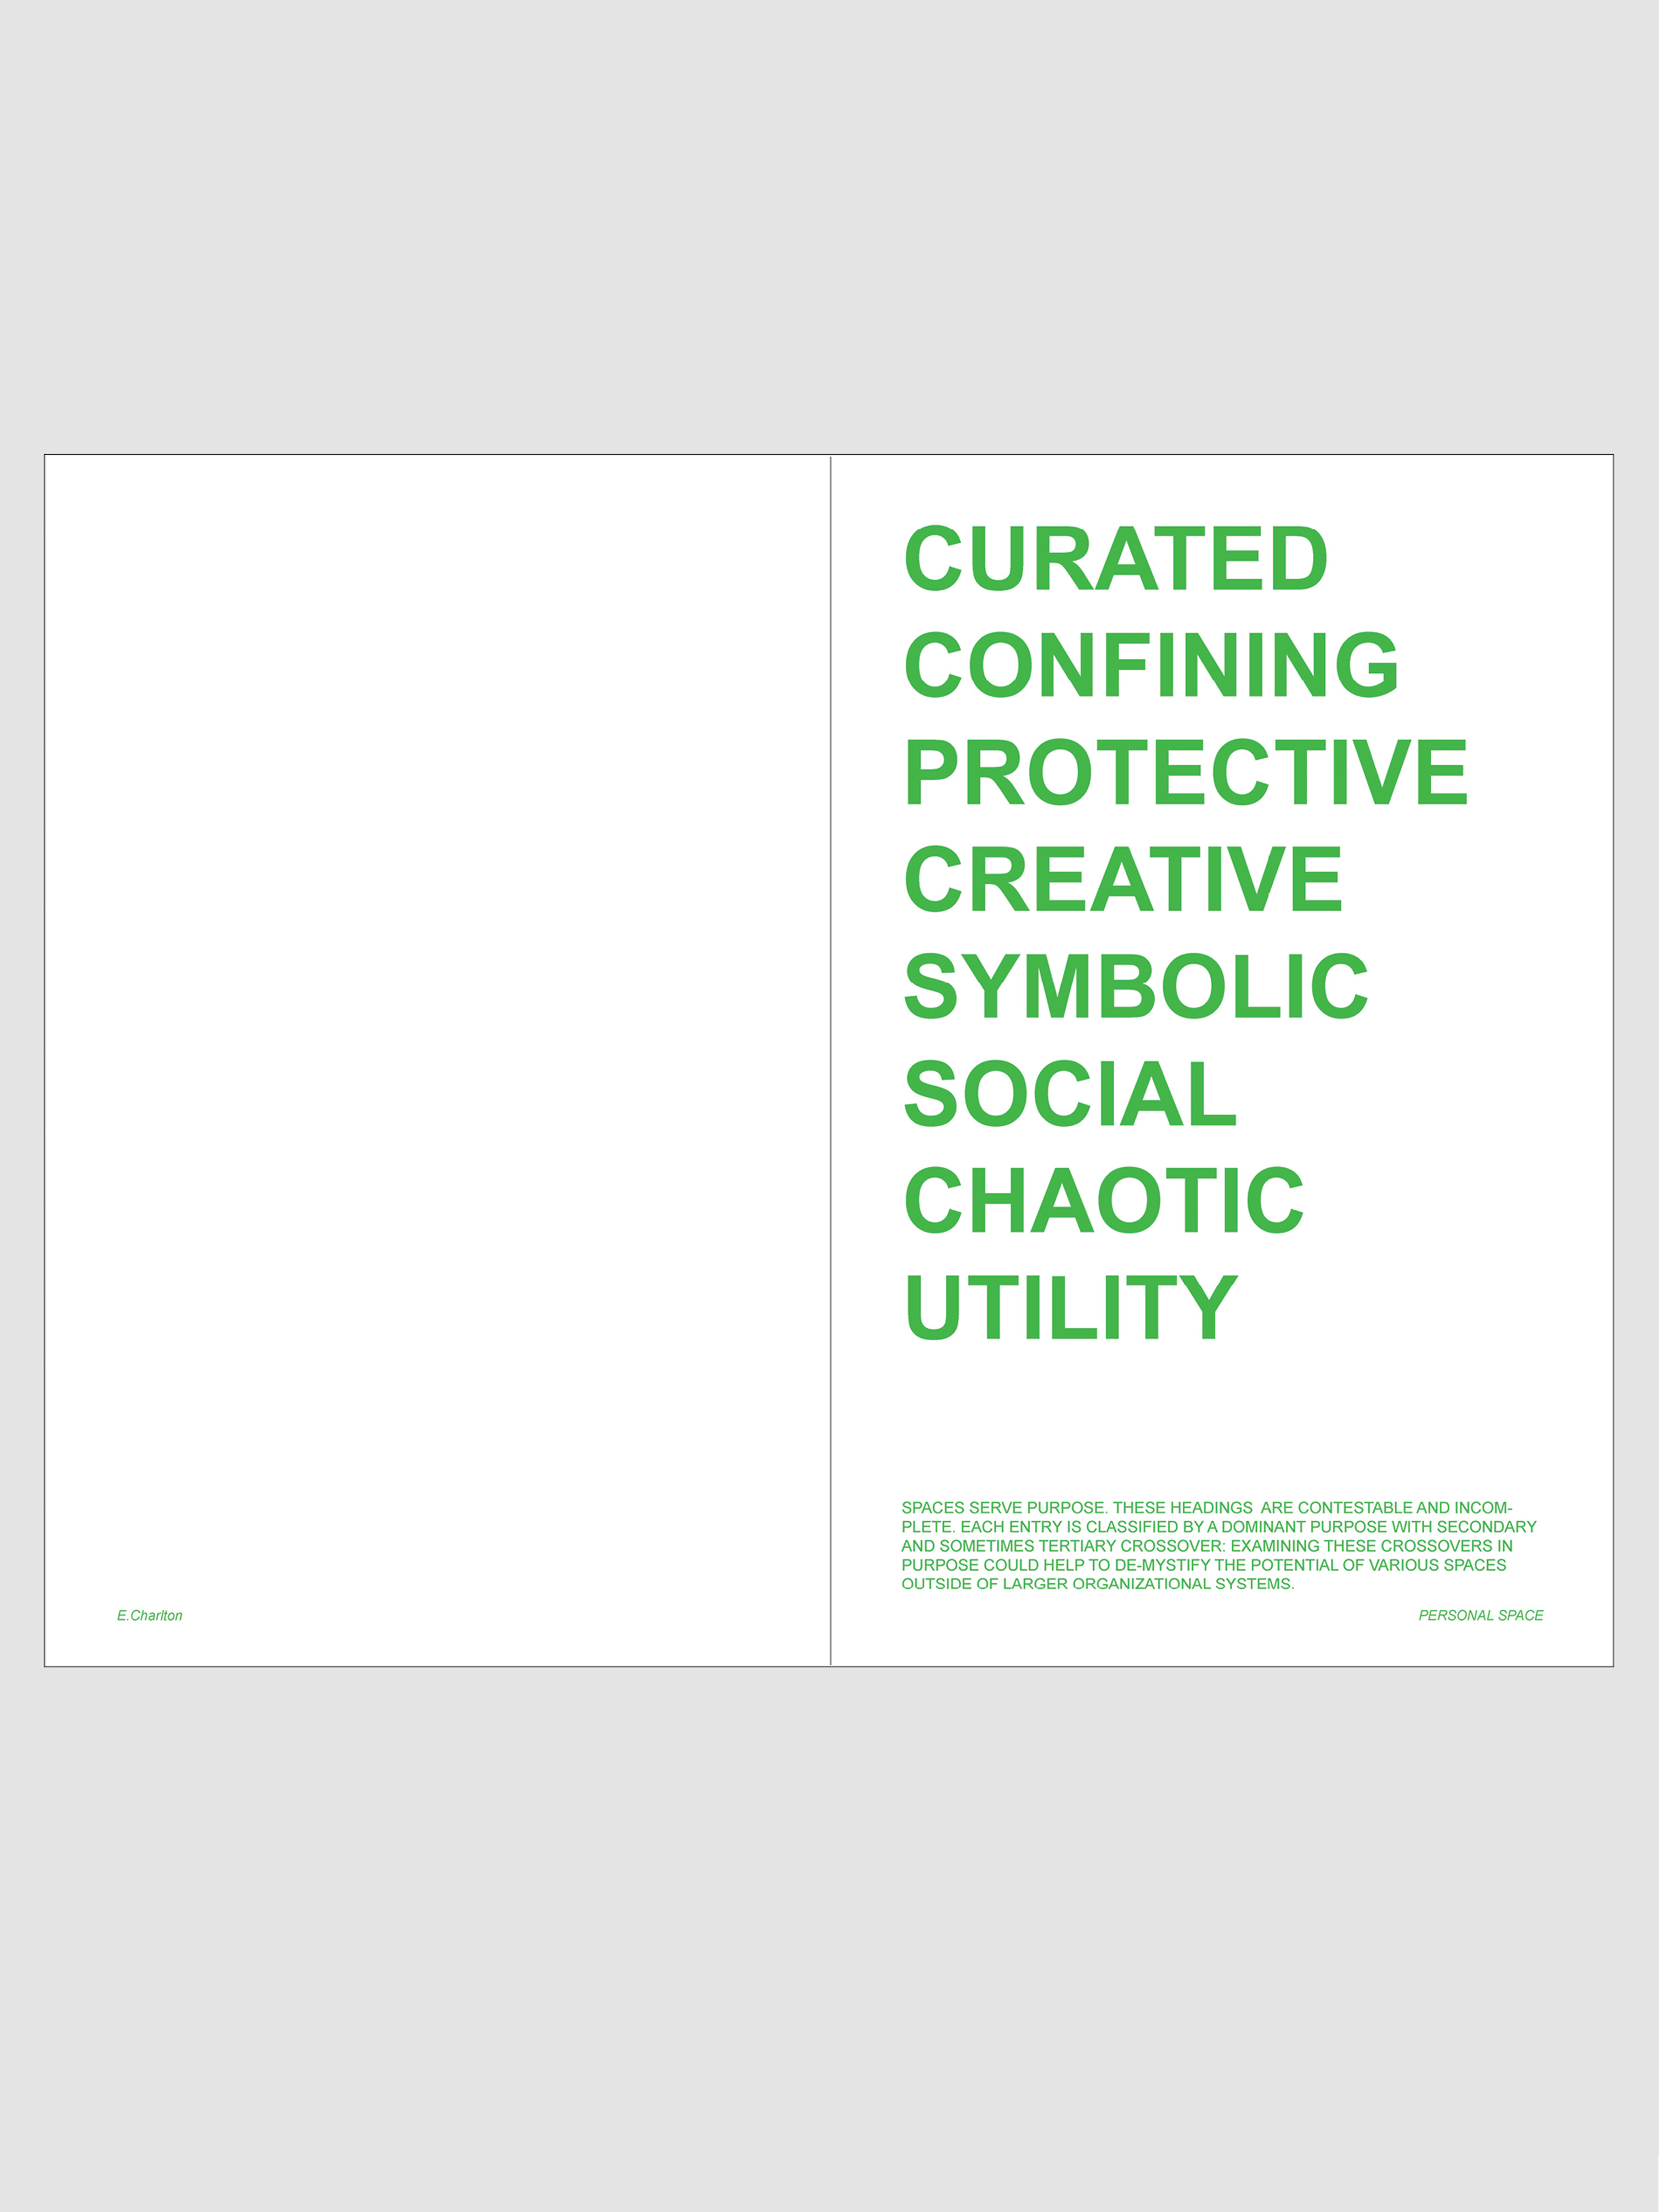 CURATED
CONFINING
PROTECTIVE
CREATIVE
SYMBOLIC
SOCIAL
CHAOTIC
UTILITY
SPACES SERVE PURPOSE. THESE HEADINGS  ARE CONTESTABLE AND INCOM-
PLETE. EACH ENTRY IS CLASSIFIED BY A DOMINANT PURPOSE WITH SECONDARY
AND SOMETIMES TERTIARY CROSSOVER: EXAMINING THESE CROSSOVERS IN
PURPOSE COULD HELP TO DE-MYSTIFY THE POTENTIAL OF VARIOUS SPACES
OUTSIDE OF LARGER ORGANIZATIONAL SYSTEMS.
E.Charlton
PERSONAL SPACE